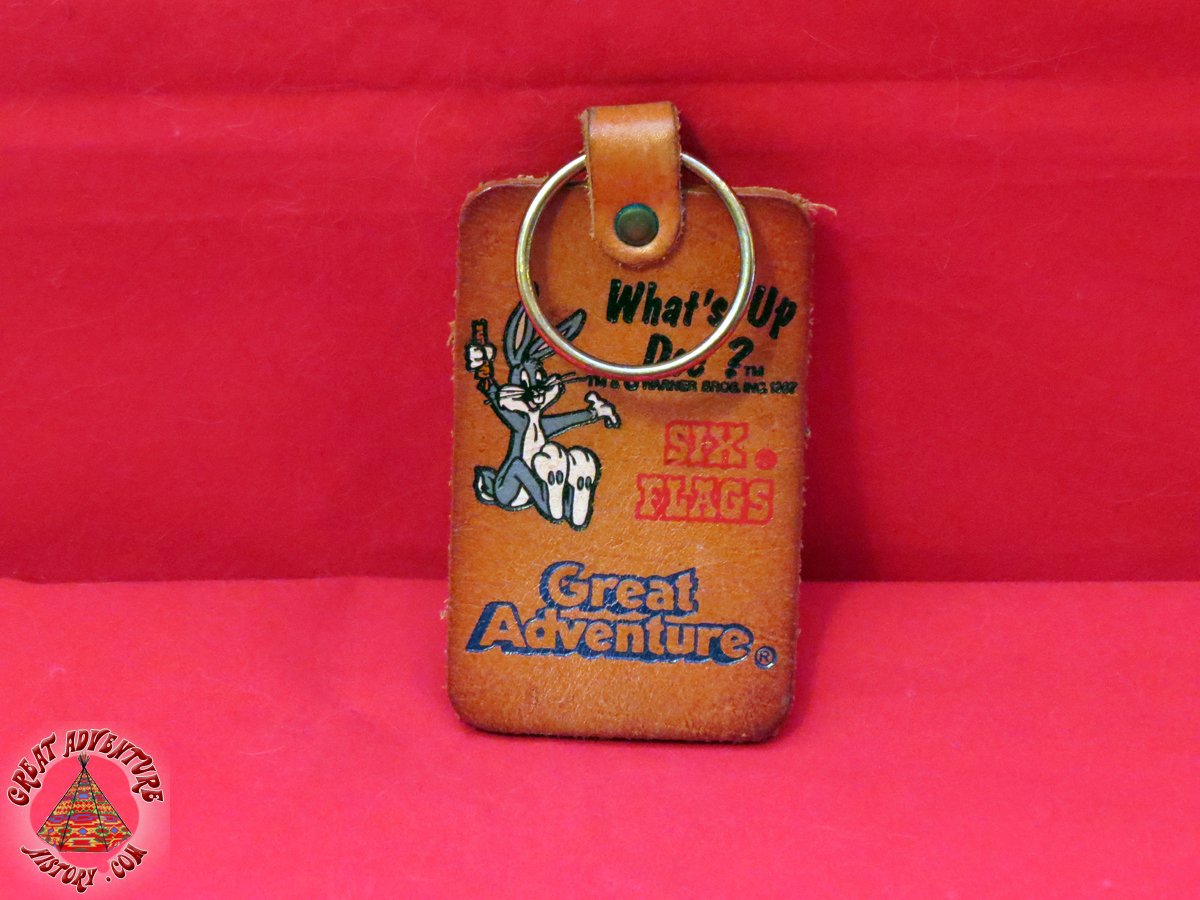 What's Up
Doc?™
TM & © WARNER BROS. INC. 1987
SIX
FLAGS
Great
Adventure®
GREAT ADVENTURE
HISTORY.COM